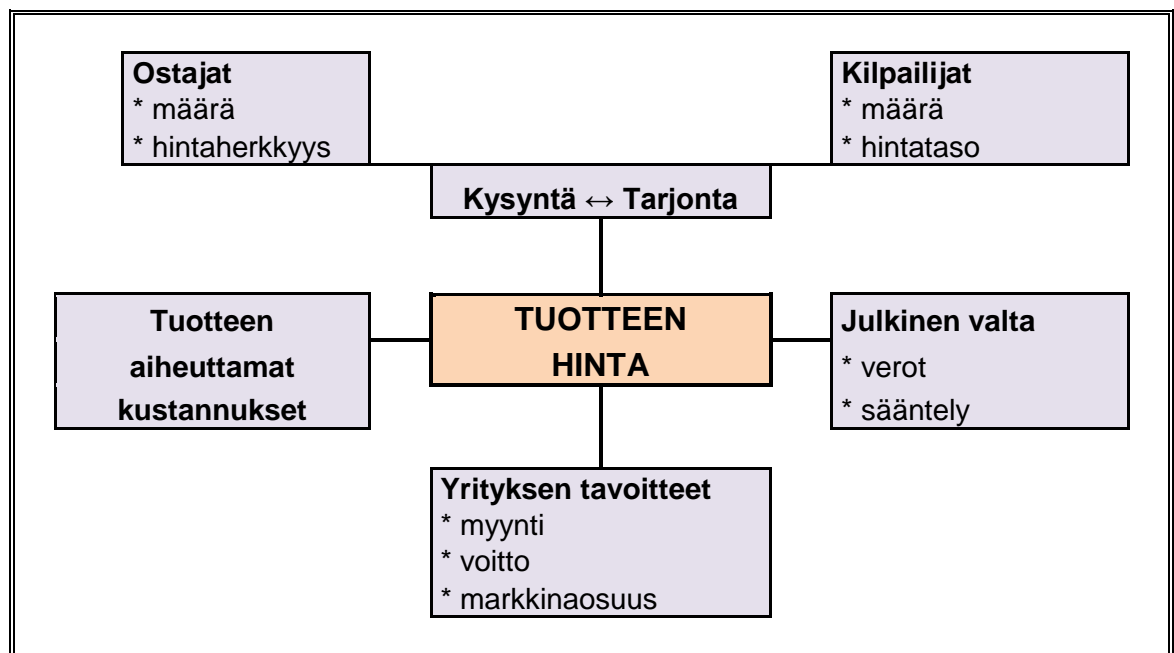 Ostajat
* määrä
* hintaherkkyys
Kilpailijat
* määrä
* hintataso
Kysyntä ↔ Tarjonta
Tuotteen
aiheuttamat
kustannukset
TUOTTEEN
HINTA
Julkinen valta
* verot
* sääntely
Yrityksen tavoitteet
* myynti
* voitto
* markkinaosuus